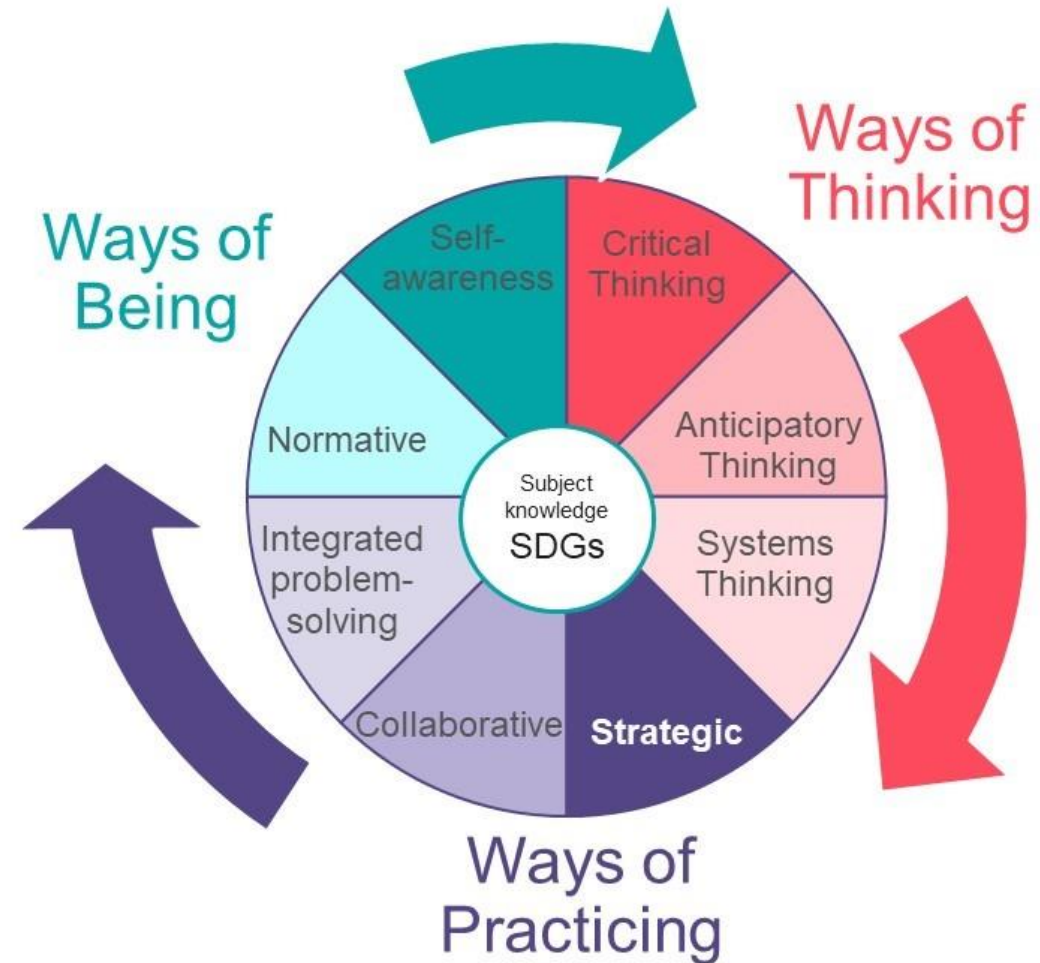 Ways of
Thinking
Ways of
Being
Self-
awareness
Critical
Thinking
Anticipatory
Thinking
Normative
Subject
knowledge
SDGs
Systems
Thinking
Integrated
problem-
solving
Collaborative
Strategic
Ways of
Practicing